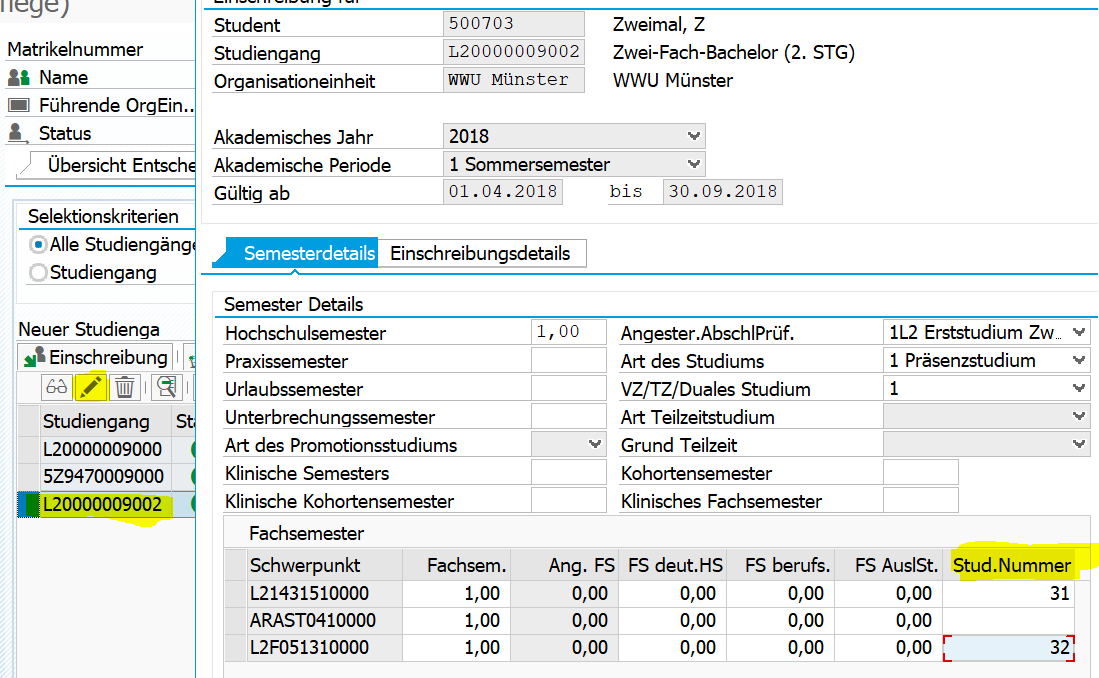 Matrikelnummer
Name
Führende OrgEin..
Status
Übersicht Entsche
Selektionskriterien
Alle Studiengänge
Studiengang
Neuer Studienga
Einschreibung
Studiengang
L20000009000
5Z9470009000
L20000009002
Student 500703 Zweimal, Z
Studiengang L20000009002 Zwei-Fach-Bachelor (2. STG)
Organisationeinheit WWU Münster WWU Münster
Akademisches Jahr 2018
Akademische Periode 1 Sommersemester
Gültig ab 01.04.2018 bis 30.09.2018
Semesterdetails Einschreibungsdetails
Semester Details
Hochschulsemester 1,00 Angester.AbschlPrüf. 1L2 Erststudium Zw…
Praxissemester Art des Studiums 1 Präsenzstudium
Urlaubssemester VZ/TZ/Duales Studium 1
Unterbrechungssemester Art Teilzeitstudium
Art des Promotionsstudiums Grund Teilzeit
Klinische Semesters Kohortensemester
Klinische Kohortensemester Klinisches Fachsemester
Fachsemester
Schwerpunkt Fachsem. Ang. FS FS deut.HS FS berufs. FS AuslSt. Stud.Nummer
L21431510000 1,00 0,00 0,00 0,00 0,00 31
ARAST0410000 1,00 0,00 0,00 0,00 0,00
L2F051310000 1,00 0,00 0,00 0,00 0,00 32